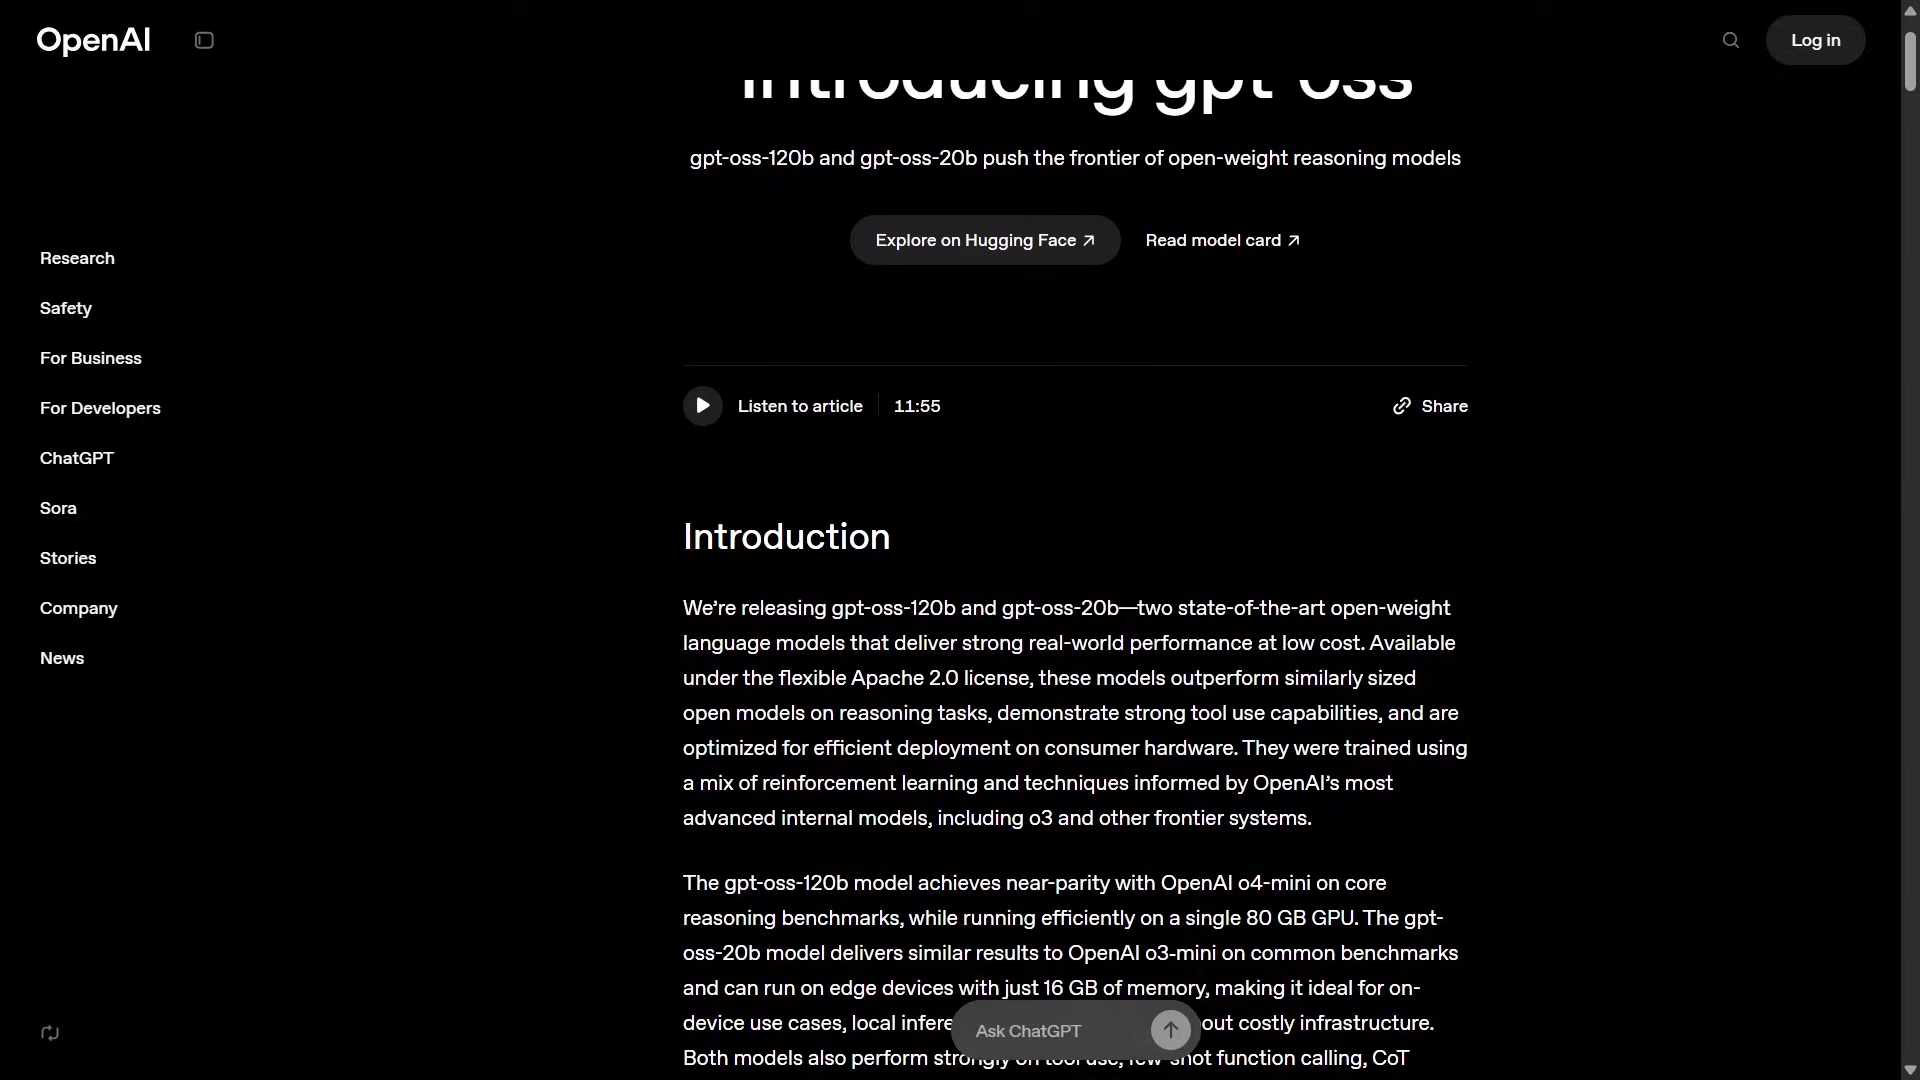 OpenAI
Log in
Introducing gpt-oss
gpt-oss-120b and gpt-oss-20b push the frontier of open-weight reasoning models
Explore on Hugging Face ↗
Read model card ↗
Research
Safety
For Business
For Developers
ChatGPT
Sora
Stories
Company
News
Listen to article
11:55
Share
Introduction
We’re releasing gpt-oss-120b and gpt-oss-20b—two state-of-the-art open-weight
language models that deliver strong real-world performance at low cost. Available
under the flexible Apache 2.0 license, these models outperform similarly sized
open models on reasoning tasks, demonstrate strong tool use capabilities, and are
optimized for efficient deployment on consumer hardware. They were trained using
a mix of reinforcement learning and techniques informed by OpenAI’s most
advanced internal models, including o3 and other frontier systems.
The gpt-oss-120b model achieves near-parity with OpenAI o4-mini on core
reasoning benchmarks, while running efficiently on a single 80 GB GPU. The gpt-
oss-20b model delivers similar results to OpenAI o3-mini on common benchmarks
and can run on edge devices with just 16 GB of memory, making it ideal for on-
device use cases, local costly infrastructure.
Both models also perform strongly on tool use, few-shot function calling, CoT
Ask ChatGPT